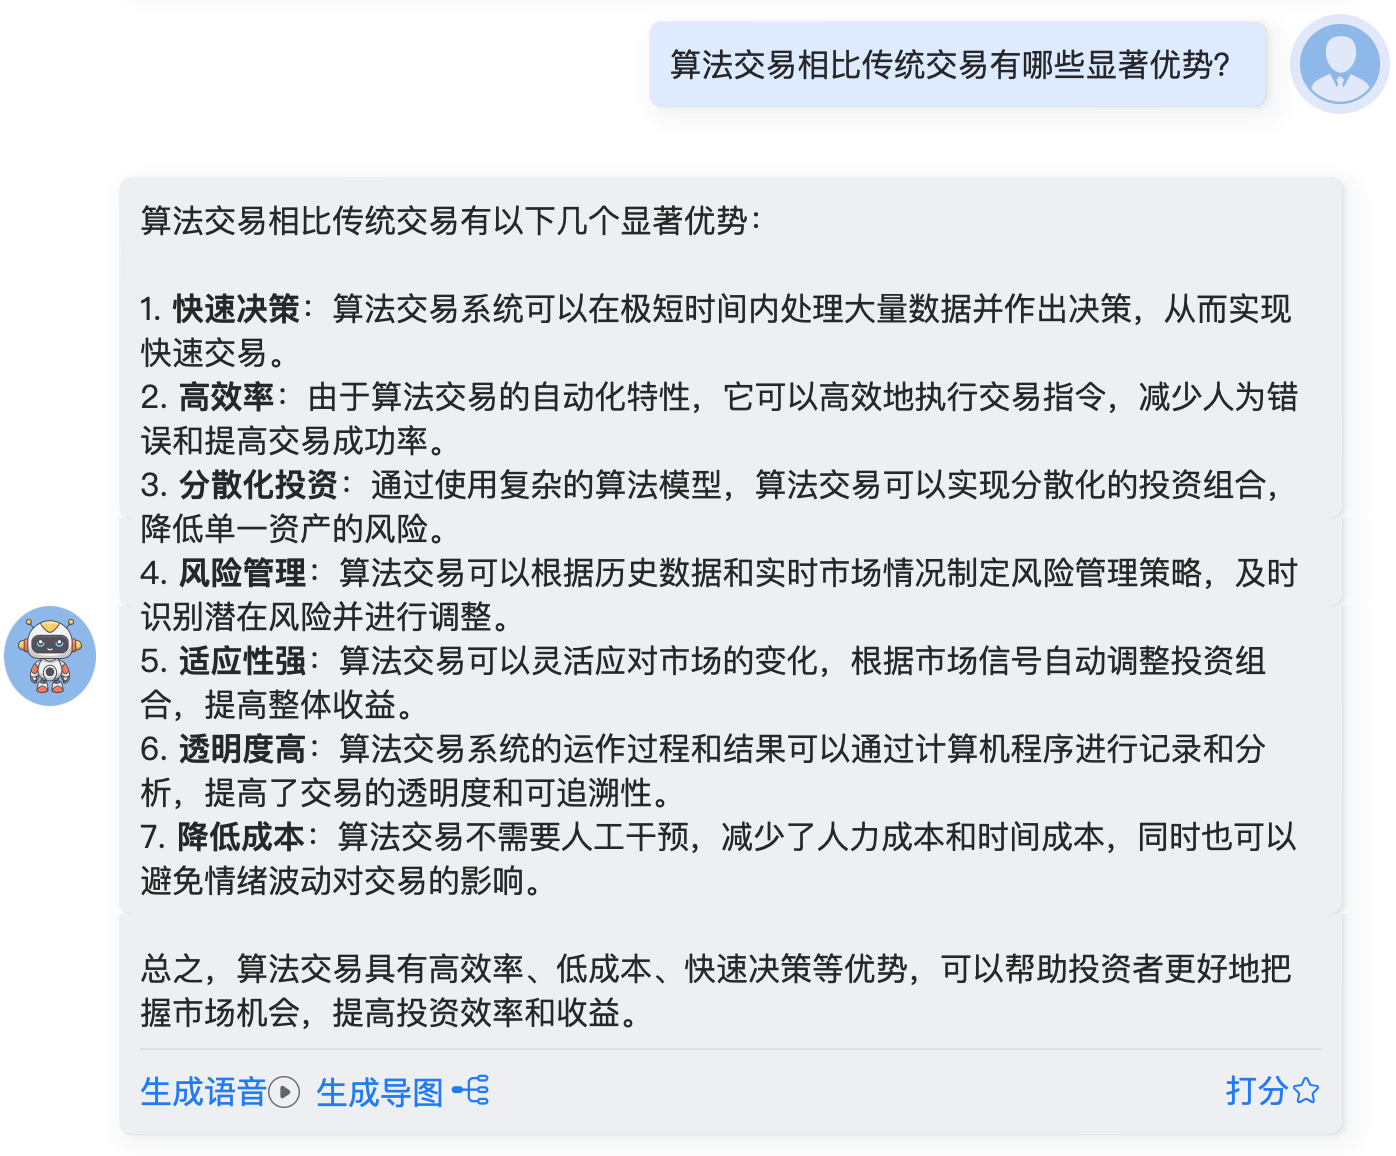 算法交易相比传统交易有哪些显著优势?
算法交易相比传统交易有以下几个显著优势：
1. 快速决策：算法交易系统可以在极短时间内处理大量数据并作出决策，从而实现
快速交易。
2. 高效率：由于算法交易的自动化特性，它可以高效地执行交易指令，减少人为错
误和提高交易成功率。
3. 分散化投资：通过使用复杂的算法模型，算法交易可以实现分散化的投资组合，
降低单一资产的风险。
4. 风险管理：算法交易可以根据历史数据和实时市场情况制定风险管理策略，及时
识别潜在风险并进行调整。
5. 适应性强：算法交易可以灵活应对市场的变化，根据市场信号自动调整投资组
合，提高整体收益。
6. 透明度高：算法交易系统的运作过程和结果可以通过计算机程序进行记录和分
析，提高了交易的透明度和可追溯性。
7. 降低成本：算法交易不需要人工干预，减少了人力成本和时间成本，同时也可以
避免情绪波动对交易的影响。
总之，算法交易具有高效率、低成本、快速决策等优势，可以帮助投资者更好地把
握市场机会，提高投资效率和收益。
生成语音 生成导图 打分